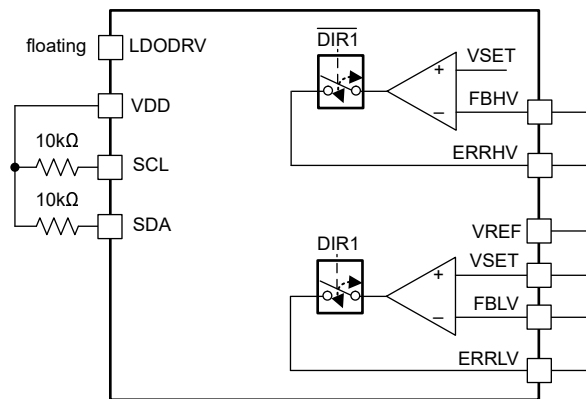 floating
LDODRV
VDD
10kΩ
SCL
10kΩ
SDA
DIR1
+
VSET
−
FBHV
ERRHV
VREF
DIR1
+
VSET
−
FBLV
ERRLV